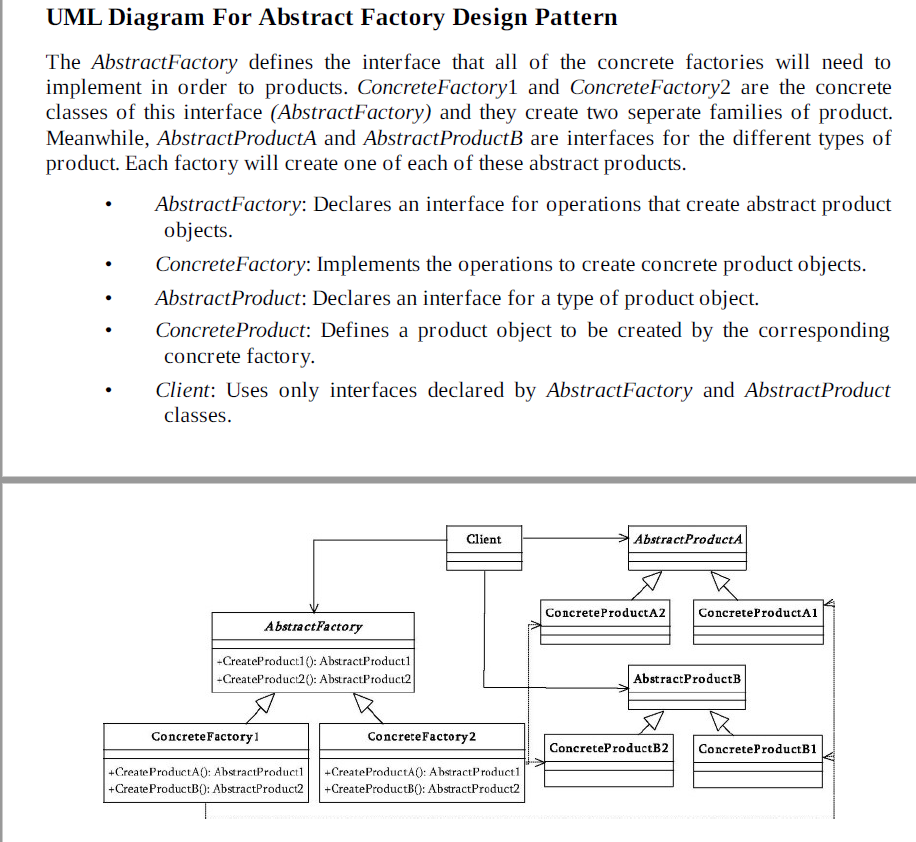 UML Diagram For Abstract Factory Design Pattern
The AbstractFactory defines the interface that all of the concrete factories will need to
implement in order to products. ConcreteFactory1 and ConcreteFactory2 are the concrete
classes of this interface (AbstractFactory) and they create two seperate families of product.
Meanwhile, AbstractProductA and AbstractProductB are interfaces for the different types of
product. Each factory will create one of each of these abstract products.
• AbstractFactory: Declares an interface for operations that create abstract product
objects.
• ConcreteFactory: Implements the operations to create concrete product objects.
• AbstractProduct: Declares an interface for a type of product object.
• ConcreteProduct: Defines a product object to be created by the corresponding
concrete factory.
• Client: Uses only interfaces declared by AbstractFactory and AbstractProduct
classes.
Client
AbstractProductA
ConcreteProductA2
ConcreteProductA1
AbstractFactory
+CreateProduct1(): AbstractProduct1
+CreateProduct2(): AbstractProduct2
AbstractProductB
ConcreteFactory1
+CreateProductA(): AbstractProduct1
+CreateProductB(): AbstractProduct2
ConcreteFactory2
+CreateProductA(): AbstractProduct1
+CreateProductB(): AbstractProduct2
ConcreteProductB2
ConcreteProductB1